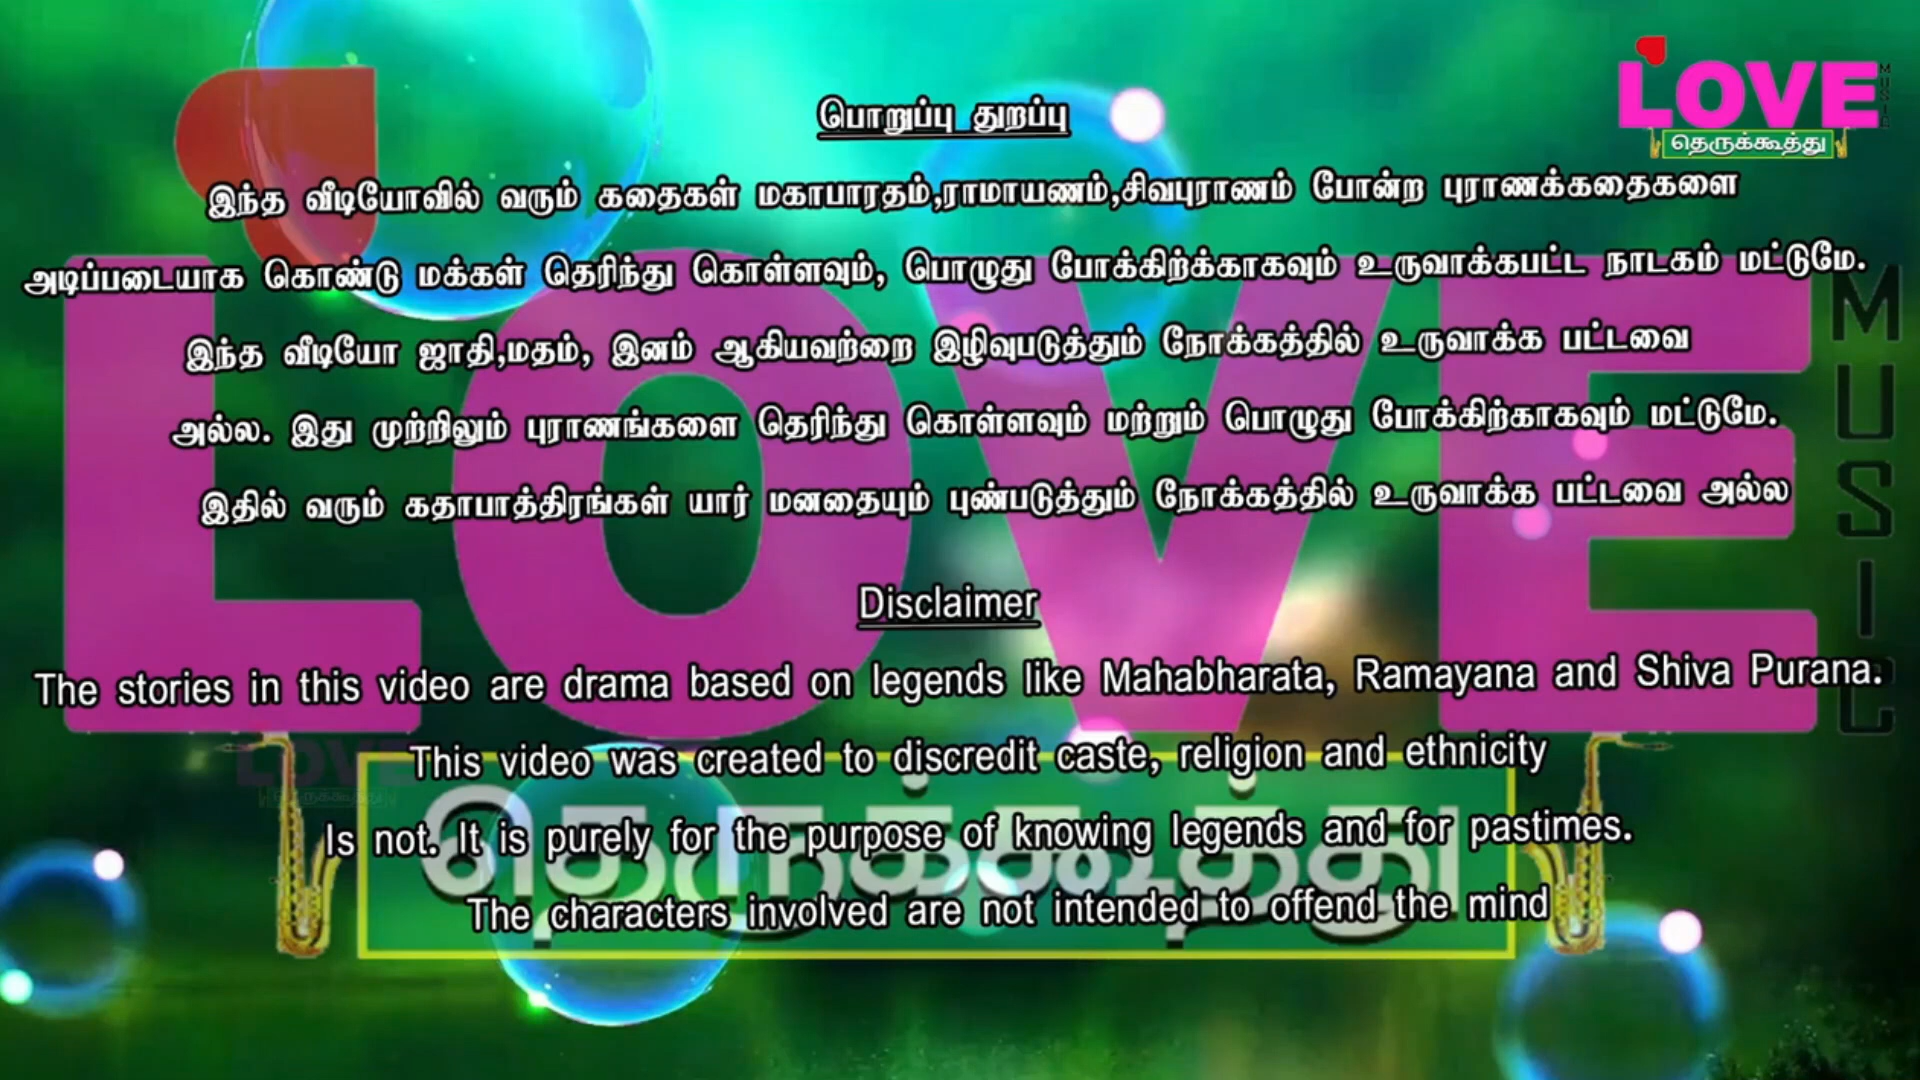 LOVE
MUSIC
தெருக்கூத்து
பொறுப்பு துறப்பு
இந்த வீடியோவில் வரும் கதைகள் மகாபாரதம்,ராமாயணம்,சிவபுராணம் போன்ற புராணக்கதைகளை
அடிப்படையாக கொண்டு மக்கள் தெரிந்து கொள்ளவும், பொழுது போக்கிற்க்காகவும் உருவாக்கபட்ட நாடகம் மட்டுமே.
இந்த வீடியோ ஜாதி,மதம், இனம் ஆகியவற்றை இழிவுபடுத்தும் நோக்கத்தில் உருவாக்க பட்டவை
அல்ல. இது முற்றிலும் புராணங்களை தெரிந்து கொள்ளவும் மற்றும் பொழுது போக்கிற்காகவும் மட்டுமே.
இதில் வரும் கதாபாத்திரங்கள் யார் மனதையும் புண்படுத்தும் நோக்கத்தில் உருவாக்க பட்டவை அல்ல
Disclaimer
The stories in this video are drama based on legends like Mahabharata, Ramayana and Shiva Purana.
This video was created to discredit caste, religion and ethnicity
Is not. It is purely for the purpose of knowing legends and for pastimes.
The characters involved are not intended to offend the mind
LOVE
MUSIC
தெருக்கூத்து
LOVE
தெருக்கூத்து